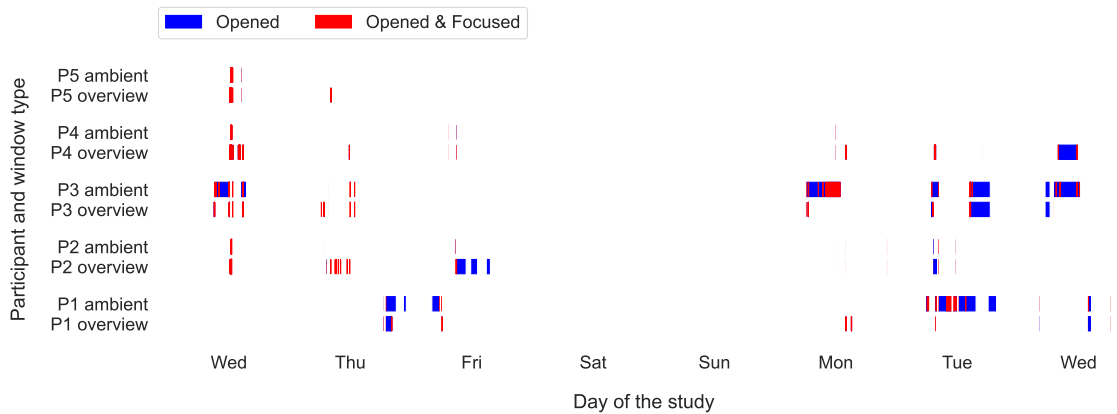 Opened
Opened & Focused
Participant and window type
P5 ambient
P5 overview
P4 ambient
P4 overview
P3 ambient
P3 overview
P2 ambient
P2 overview
P1 ambient
P1 overview
Wed Thu Fri Sat Sun Mon Tue Wed
Day of the study